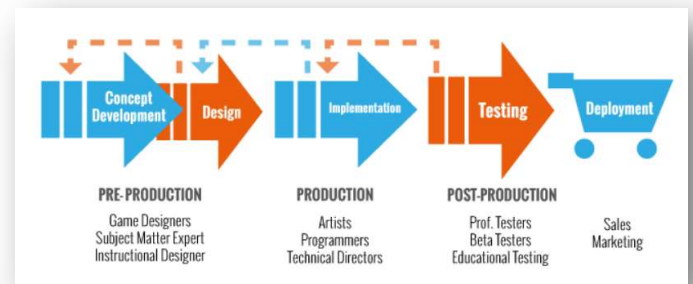 Concept
Development
Design
Implementation
Testing
Deployment
PRE-PRODUCTION
Game Designers
Subject Matter Expert
Instructional Designer
PRODUCTION
Artists
Programmers
Technical Directors
POST-PRODUCTION
Prof. Testers
Beta Testers
Educational Testing
Sales
Marketing